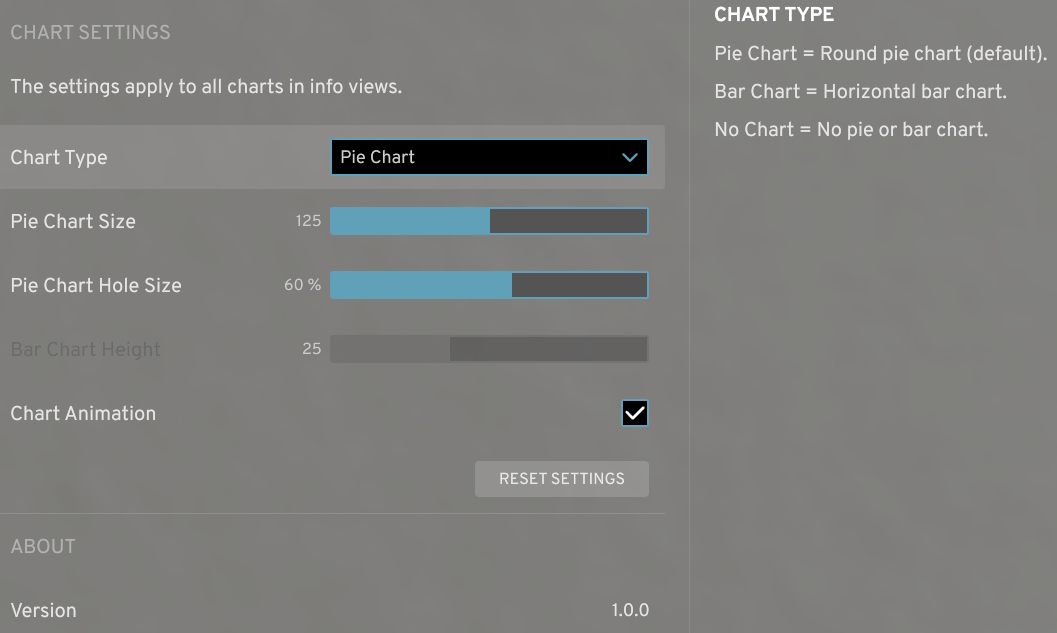 CHART SETTINGS
The settings apply to all charts in info views.
Chart Type
Pie Chart
Pie Chart Size
125
Pie Chart Hole Size
60 %
Bar Chart Height
25
Chart Animation
RESET SETTINGS
ABOUT
Version
1.0.0
CHART TYPE
Pie Chart = Round pie chart (default).
Bar Chart = Horizontal bar chart.
No Chart = No pie or bar chart.